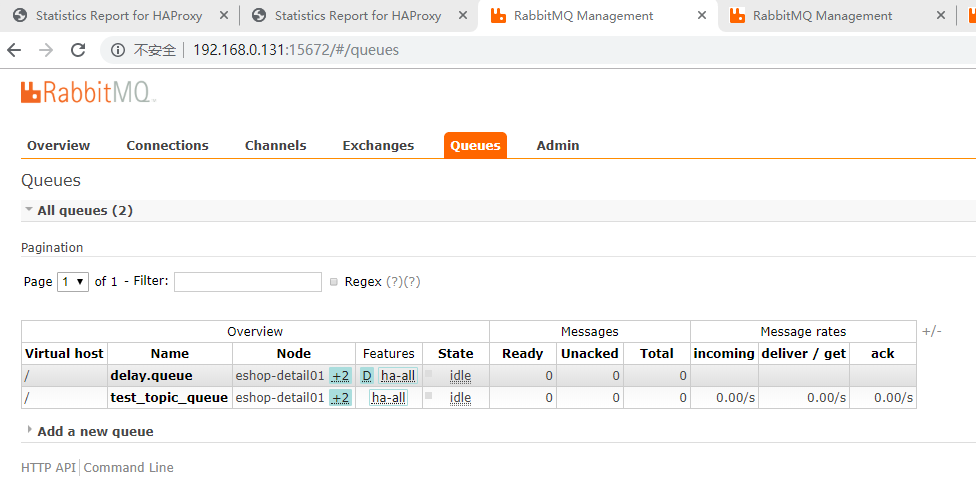 Statistics Report for HAProxy Statistics Report for HAProxy RabbitMQ Management RabbitMQ Management
不安全 192.168.0.131:15672/#/queues
RabbitMQ
Overview Connections Channels Exchanges Queues Admin
Queues
All queues (2)
Pagination
Page 1 of 1 - Filter: Regex (?)(?)
Overview Messages Message rates +/-
Virtual host Name Node Features State Ready Unacked Total incoming deliver / get ack
/ delay.queue eshop-detail01 +2 D ha-all idle 0 0 0
/ test_topic_queue eshop-detail01 +2 ha-all idle 0 0 0 0.00/s 0.00/s 0.00/s
Add a new queue
HTTP API Command Line